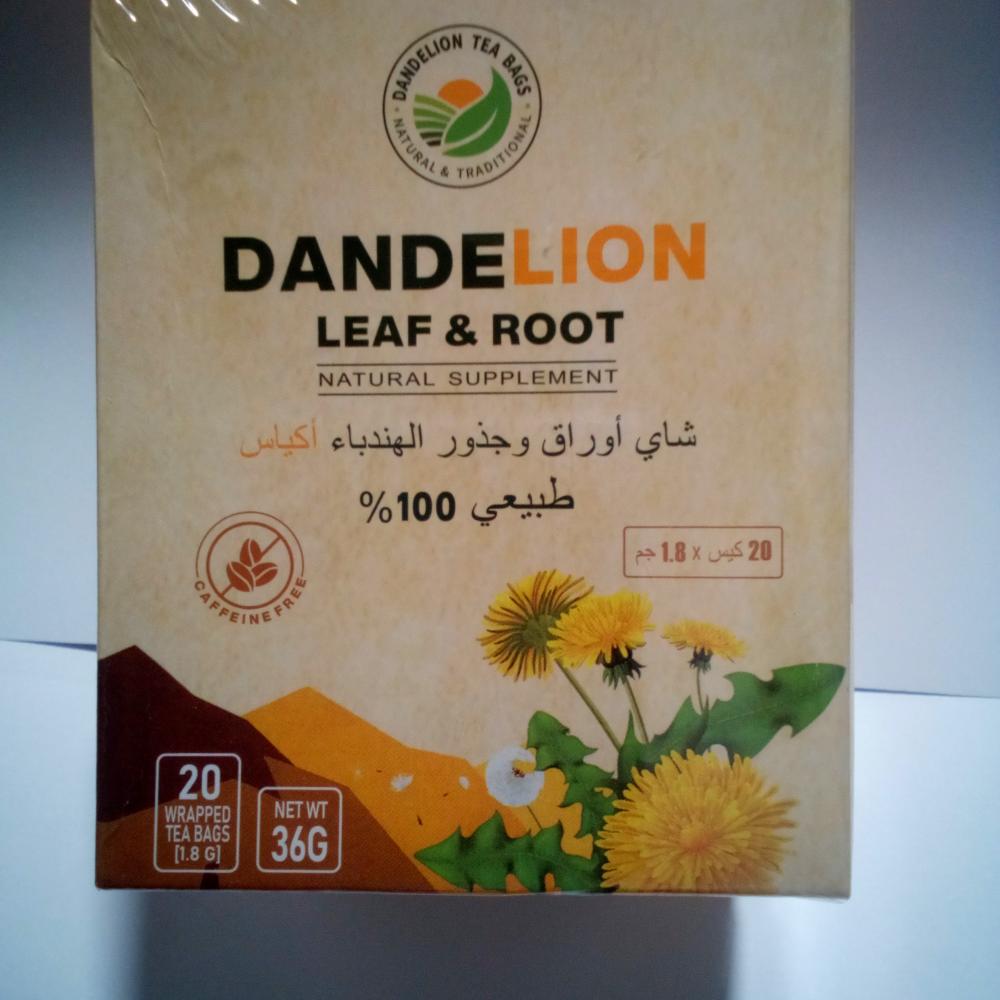 DANDELION TEA BAGS
NATURAL & TRADITIONAL
DANDELION
LEAF & ROOT
NATURAL SUPPLEMENT
شاي أوراق وجذور الهندباء أكياس
طبيعي 100%
20 كيس x 1.8 جم
CAFFEINE FREE
20
WRAPPED
TEA BAGS
[1.8 G]
NET WT
36G